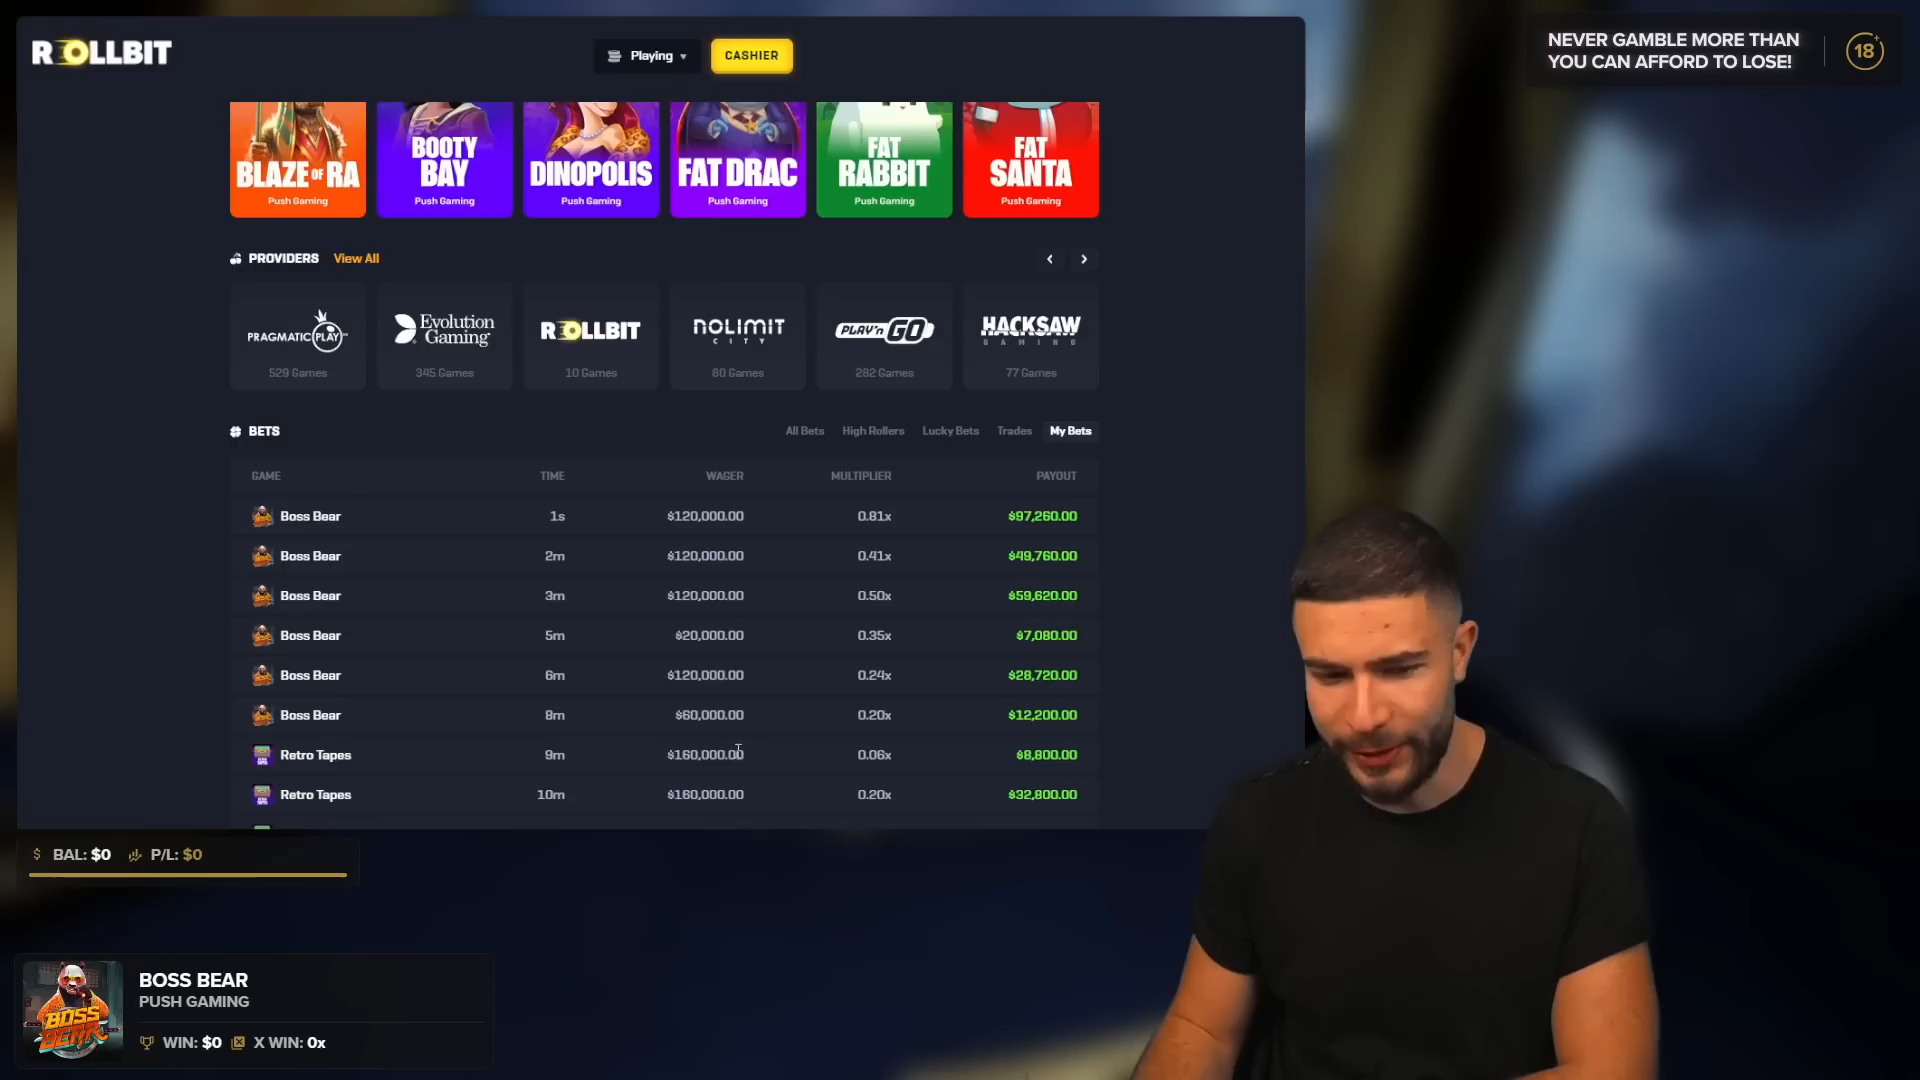 ROLLBIT
Playing
CASHIER
NEVER GAMBLE MORE THAN
YOU CAN AFFORD TO LOSE!
18+
BLAZE OF RA
Push Gaming
BOOTY
BAY
Push Gaming
DINOPOLIS
Push Gaming
FAT DRAC
Push Gaming
FAT
RABBIT
Push Gaming
FAT
SANTA
Push Gaming
PROVIDERS View All
PRAGMATIC PLAY
529 Games
Evolution
Gaming
345 Games
ROLLBIT
10 Games
NOLIMIT
CITY
80 Games
PLAY'n GO
282 Games
HACKSAW
GAMING
77 Games
BETS
All Bets High Rollers Lucky Bets Trades My Bets
GAME TIME WAGER MULTIPLIER PAYOUT
Boss Bear 1s $120,000.00 0.81x $97,260.00
Boss Bear 2m $120,000.00 0.41x $49,760.00
Boss Bear 3m $120,000.00 0.50x $59,620.00
Boss Bear 5m $20,000.00 0.35x $7,080.00
Boss Bear 6m $120,000.00 0.24x $28,720.00
Boss Bear 8m $60,000.00 0.20x $12,200.00
Retro Tapes 9m $160,000.00 0.06x $8,800.00
Retro Tapes 10m $160,000.00 0.20x $32,800.00
$ BAL: $0 P/L: $0
BOSS BEAR
BOSS BEAR
PUSH GAMING
WIN: $0 X WIN: 0x